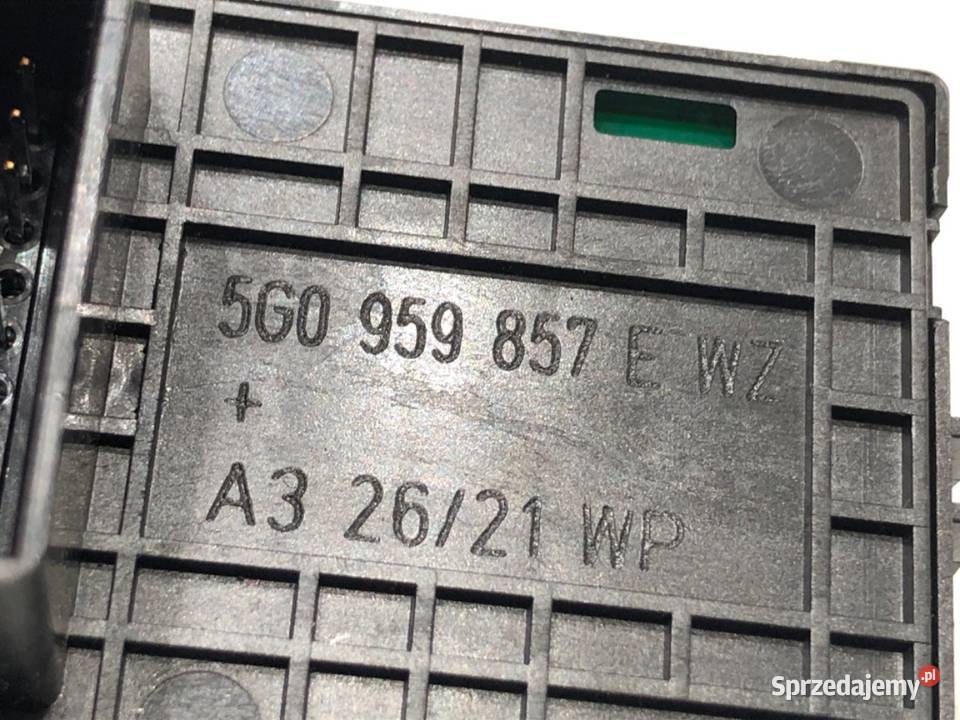 5G0 959 857 E WZ
+
A3 26/21 WP
Sprzedajemy.pl